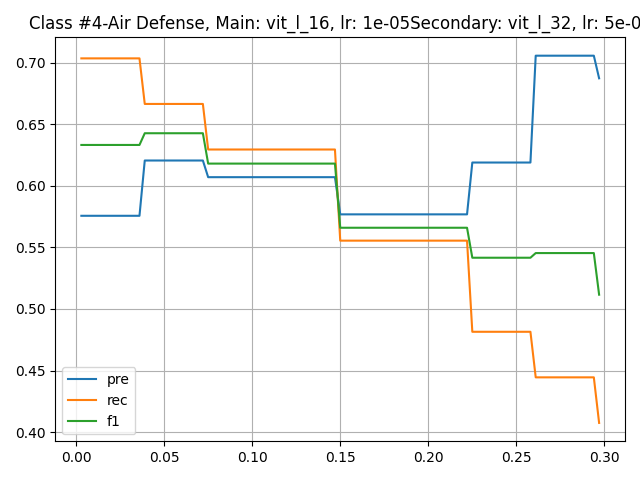 Class #4-Air Defense, Main: vit_l_16, lr: 1e-05Secondary: vit_l_32, lr: 5e-0
0.70
0.65
0.60
0.55
0.50
0.45
0.40
pre
rec
f1
0.00 0.05 0.10 0.15 0.20 0.25 0.30